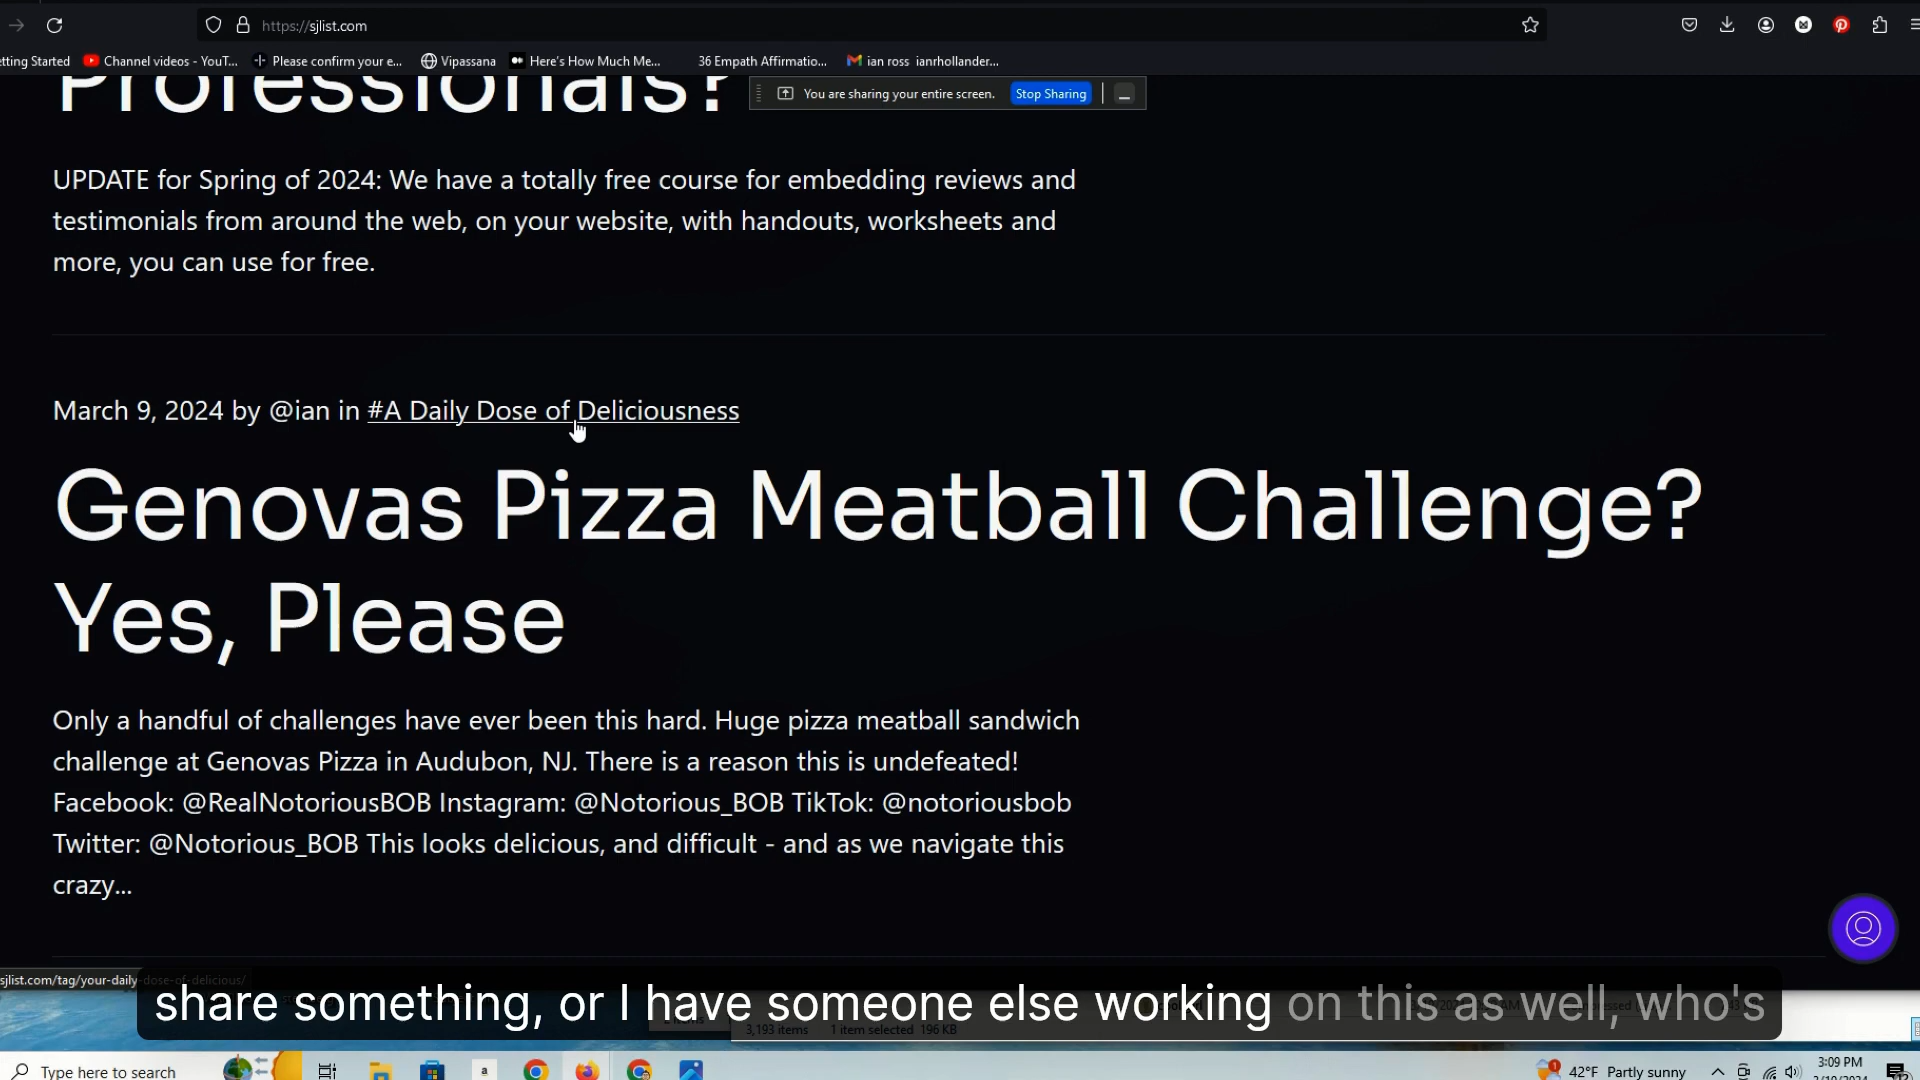 https://sjlist.com
etting Started
Channel videos - YouT...
Please confirm your e...
Vipassana
Here's How Much Me...
36 Empath Affirmatio...
ian ross ianrhollander...
Professionals?
You are sharing your entire screen.
Stop Sharing
UPDATE for Spring of 2024: We have a totally free course for embedding reviews and
testimonials from around the web, on your website, with handouts, worksheets and
more, you can use for free.
March 9, 2024 by @ian in #A Daily Dose of Deliciousness
Genovas Pizza Meatball Challenge?
Yes, Please
Only a handful of challenges have ever been this hard. Huge pizza meatball sandwich
challenge at Genovas Pizza in Audubon, NJ. There is a reason this is undefeated!
Facebook: @RealNotoriousBOB Instagram: @Notorious_BOB TikTok: @notoriousbob
Twitter: @Notorious_BOB This looks delicious, and difficult - and as we navigate this
crazy...
sjlist.com/tag/your-daily-dose-of-delicious/
share something, or I have someone else working on this as well, who's
3,193 items
1 item selected 196 KB
Type here to search
a
42°F Partly sunny
3:09 PM